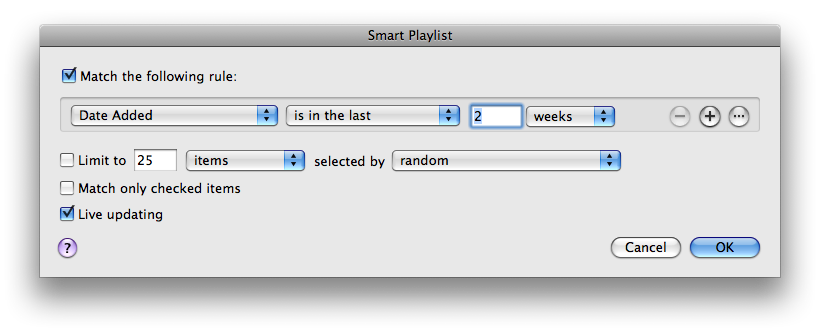 Smart Playlist
Match the following rule:
Date Added is in the last 2 weeks
Limit to 25 items selected by random
Match only checked items
Live updating
? Cancel OK